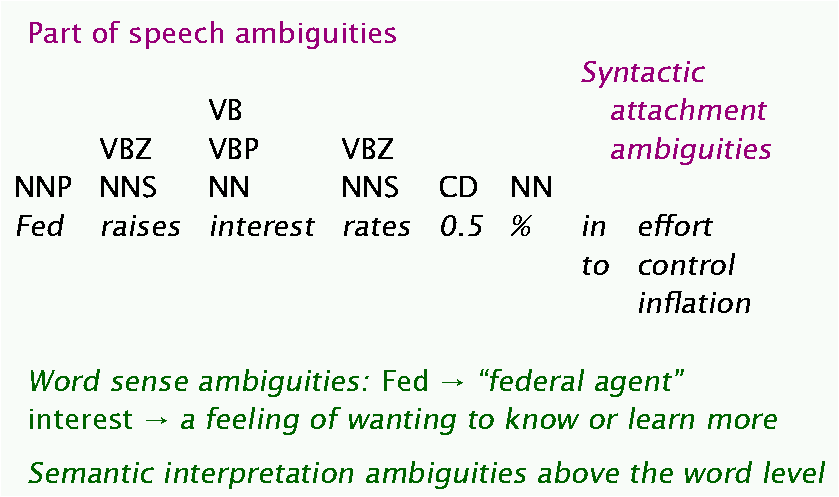 Part of speech ambiguities
Syntactic
attachment
VB
VBZ VBP VBZ ambiguities
NNP NNS NN NNS CD NN
Fed raises interest rates 0.5 % in effort
to control
inflation
Word sense ambiguities: Fed → “federal agent”
interest → a feeling of wanting to know or learn more
Semantic interpretation ambiguities above the word level